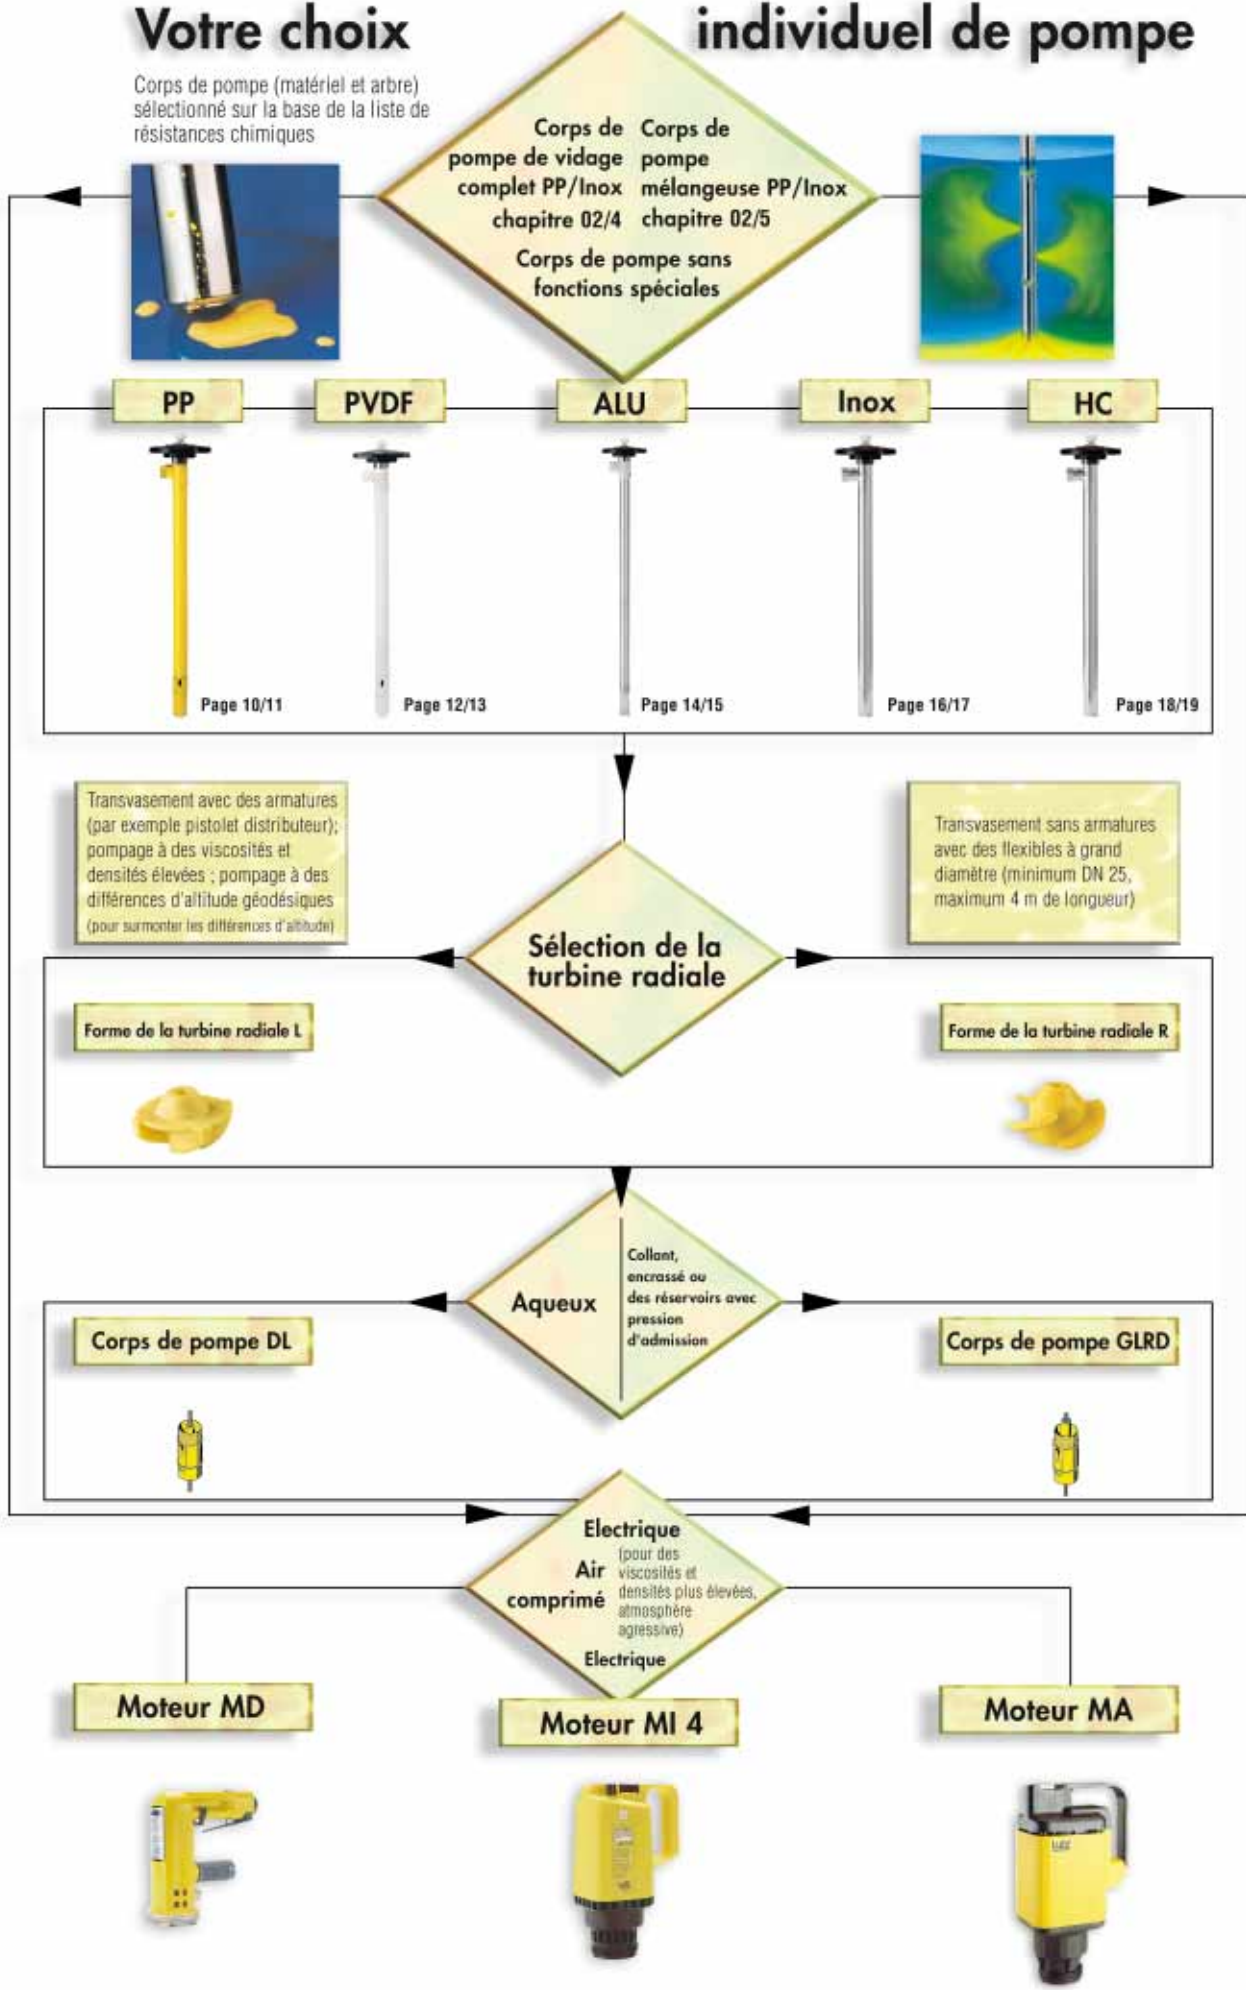 Votre choix individuel de pompe
Corps de pompe (matériel et arbre)
sélectionné sur la base de la liste de
résistances chimiques
Corps de
pompe de vidage
complet PP/Inox
chapitre 02/4
Corps de
pompe
mélangeuse PP/Inox
chapitre 02/5
Corps de pompe sans
fonctions spéciales
PP
PVDF
ALU
Inox
HC
Page 10/11
Page 12/13
Page 14/15
Page 16/17
Page 18/19
Transvasement avec des armatures
(par exemple pistolet distributeur);
pompage à des viscosités et
densités élevées ; pompage à des
différences d'altitude géodésiques
(pour surmonter les différences d'altitude)
Transvasement sans armatures
avec des flexibles à grand
diamètre (minimum DN 25,
maximum 4 m de longueur)
Sélection de la
turbine radiale
Forme de la turbine radiale L
Forme de la turbine radiale R
Aqueux
Collant,
encrassé ou
des réservoirs avec
pression
d'admission
Corps de pompe DL
Corps de pompe GLRD
Electrique
(pour des
viscosités et
densités plus élevées,
atmosphère
agressive)
Air
comprimé
Electrique
Moteur MD
Moteur MI 4
Moteur MA